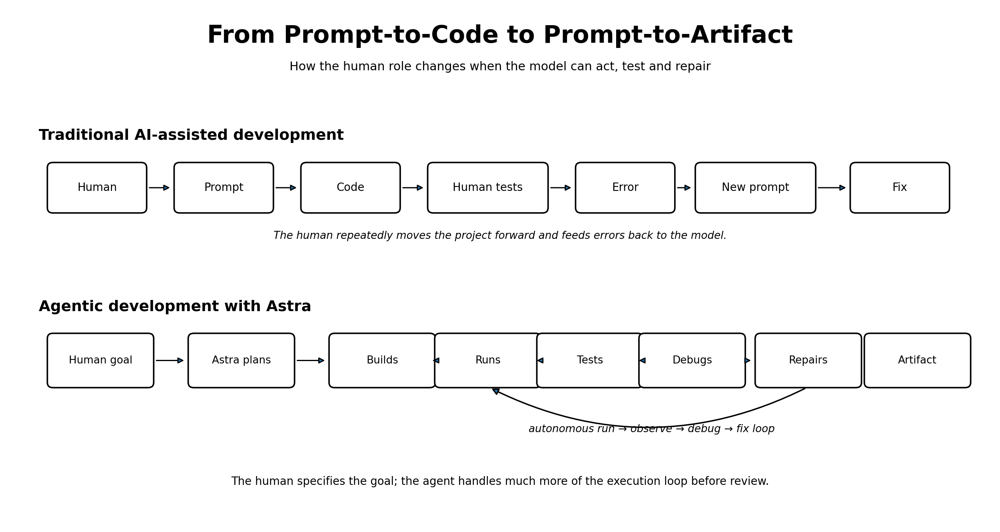 From Prompt-to-Code to Prompt-to-Artifact
How the human role changes when the model can act, test and repair
Traditional AI-assisted development
Human
Prompt
Code
Human tests
Error
New prompt
Fix
The human repeatedly moves the project forward and feeds errors back to the model.
Agentic development with Astra
Human goal
Astra plans
Builds
Runs
Tests
Debugs
Repairs
Artifact
autonomous run → observe → debug → fix loop
The human specifies the goal; the agent handles much more of the execution loop before review.